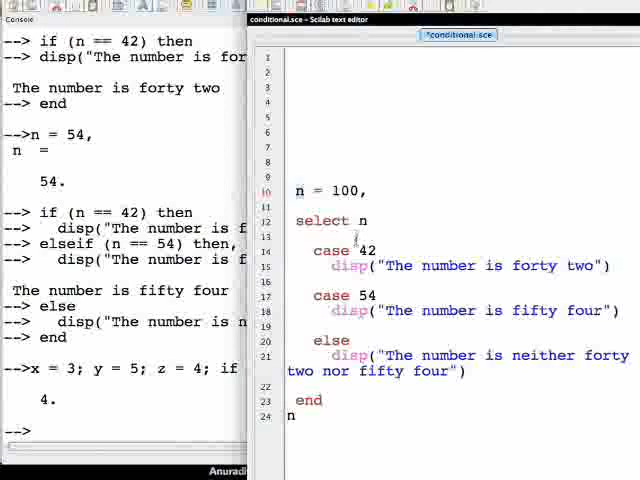 conditional.sce - Scilab text editor
Console
*conditional.sce
--> if (n == 42) then
--> disp("The number is for
The number is forty two
--> end
-->n = 54,
n =
54.
--> if (n == 42) then
--> disp("The number is f
--> elseif (n == 54) then,
--> disp("The number is f
The number is fifty four
--> else
--> disp("The number is n
--> end
-->x = 3; y = 5; z = 4; if
4.
-->
1
2
3
4
5
6
7
8
9
10 n = 100,
11
12 select n
13
14 case 42
15 disp("The number is forty two")
16
17 case 54
18 disp("The number is fifty four")
19
20 else
21 disp("The number is neither forty
two nor fifty four")
22
23 end
24 n